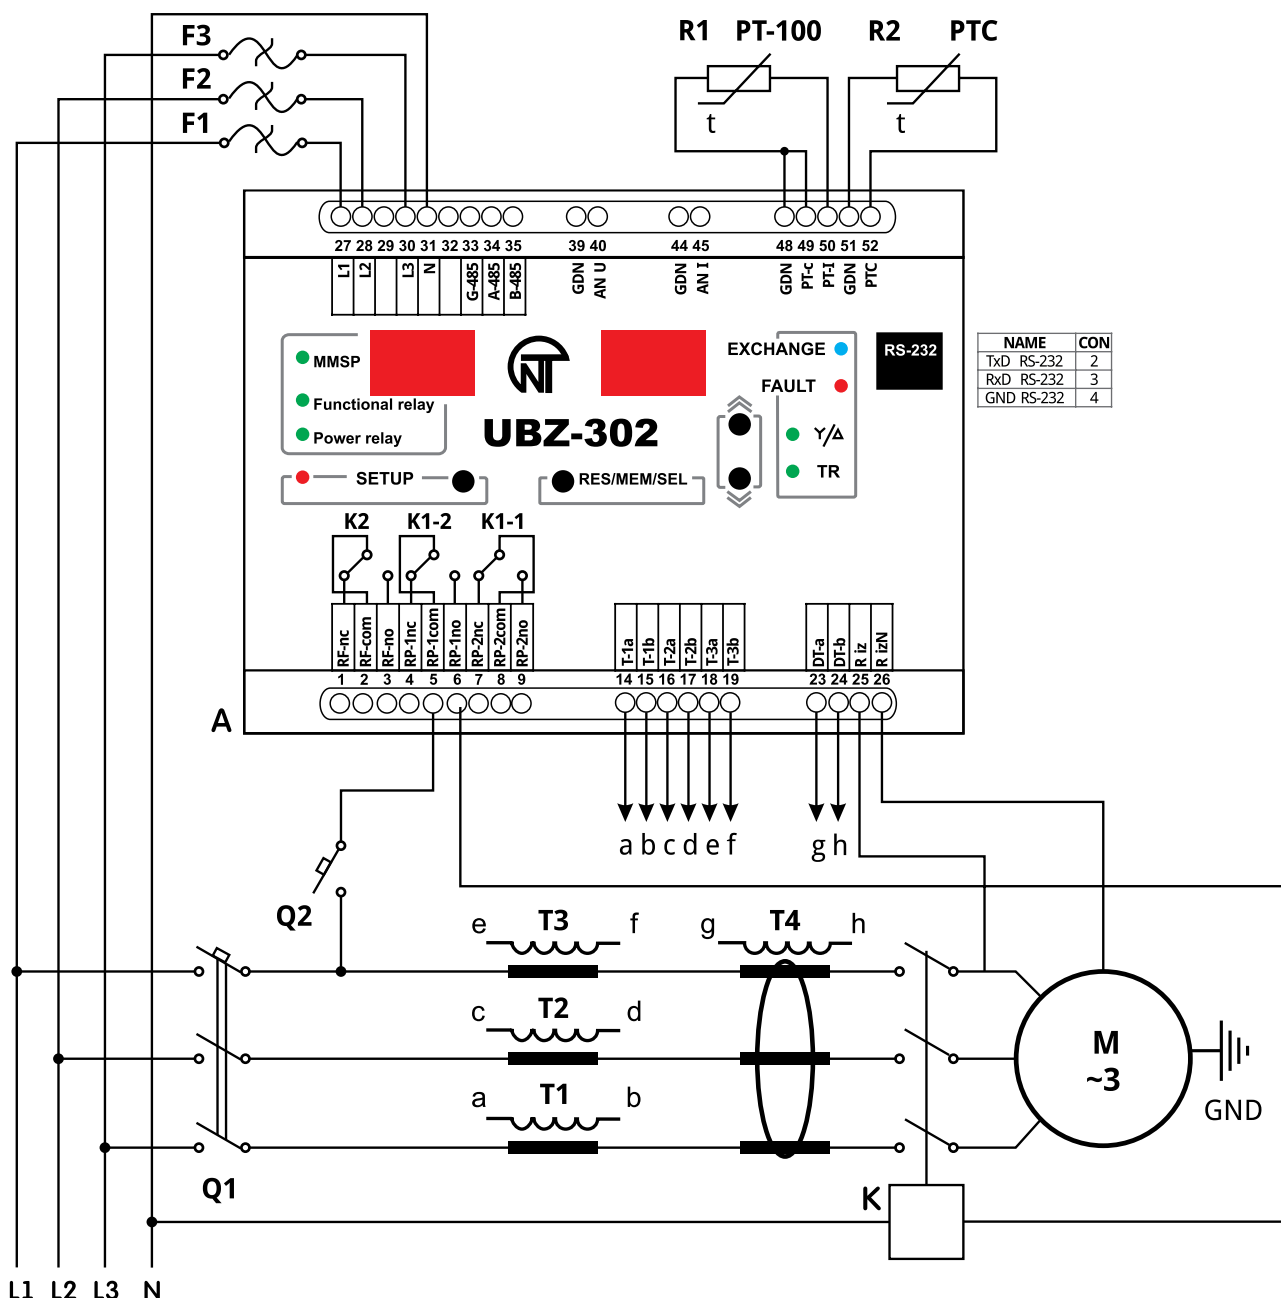 F3
F2
F1
R1 PT-100
R2 PTC
t
t
27 28 29 30 31 32 33 34 35
39 40
44 45
48 49 50 51 52
L1
L2
L3
N
G-485
A-485
B-485
GDN
AN U
GDN
AN I
GDN
PT-c
PT-I
GDN
PTC
MMSP
Functional relay
Power relay
NT
UBZ-302
EXCHANGE
FAULT
Y/Δ
TR
RS-232
NAME CON
TxD RS-232 2
RxD RS-232 3
GND RS-232 4
SETUP
RES/MEM/SEL
K2 K1-2 K1-1
RF-nc
RF-com
RF-no
RP-1nc
RP-1com
RP-1no
RP-2nc
RP-2com
RP-2no
T-1a
T-1b
T-2a
T-2b
T-3a
T-3b
DT-a
DT-b
R iz
R izN
1 2 3 4 5 6 7 8 9
14 15 16 17 18 19
23 24 25 26
A
a b c d e f
g h
Q2
e T3 f
g T4 h
c T2 d
a T1 b
M
~3
GND
Q1
K
L1 L2 L3 N